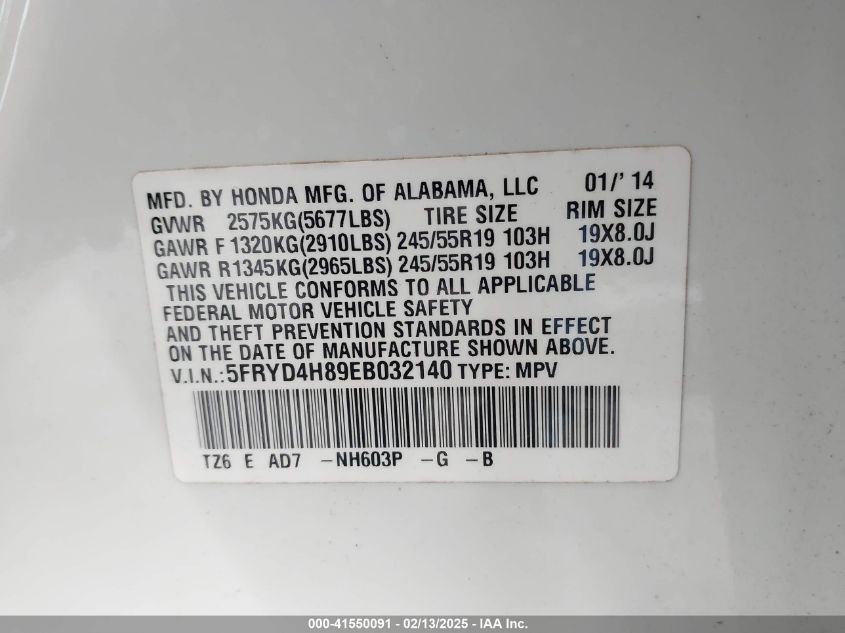 MFD. BY HONDA MFG. OF ALABAMA, LLC 01/' 14
GVWR 2575KG(5677LBS) TIRE SIZE RIM SIZE
GAWR F 1320KG(2910LBS) 245/55R19 103H 19X8.0J
GAWR R1345KG(2965LBS) 245/55R19 103H 19X8.0J
THIS VEHICLE CONFORMS TO ALL APPLICABLE
FEDERAL MOTOR VEHICLE SAFETY
AND THEFT PREVENTION STANDARDS IN EFFECT
ON THE DATE OF MANUFACTURE SHOWN ABOVE.
V.I.N.:5FRYD4H89EB032140 TYPE: MPV
TZ6 E AD7 -NH603P -G -B
000-41550091 - 02/13/2025 - IAA Inc.